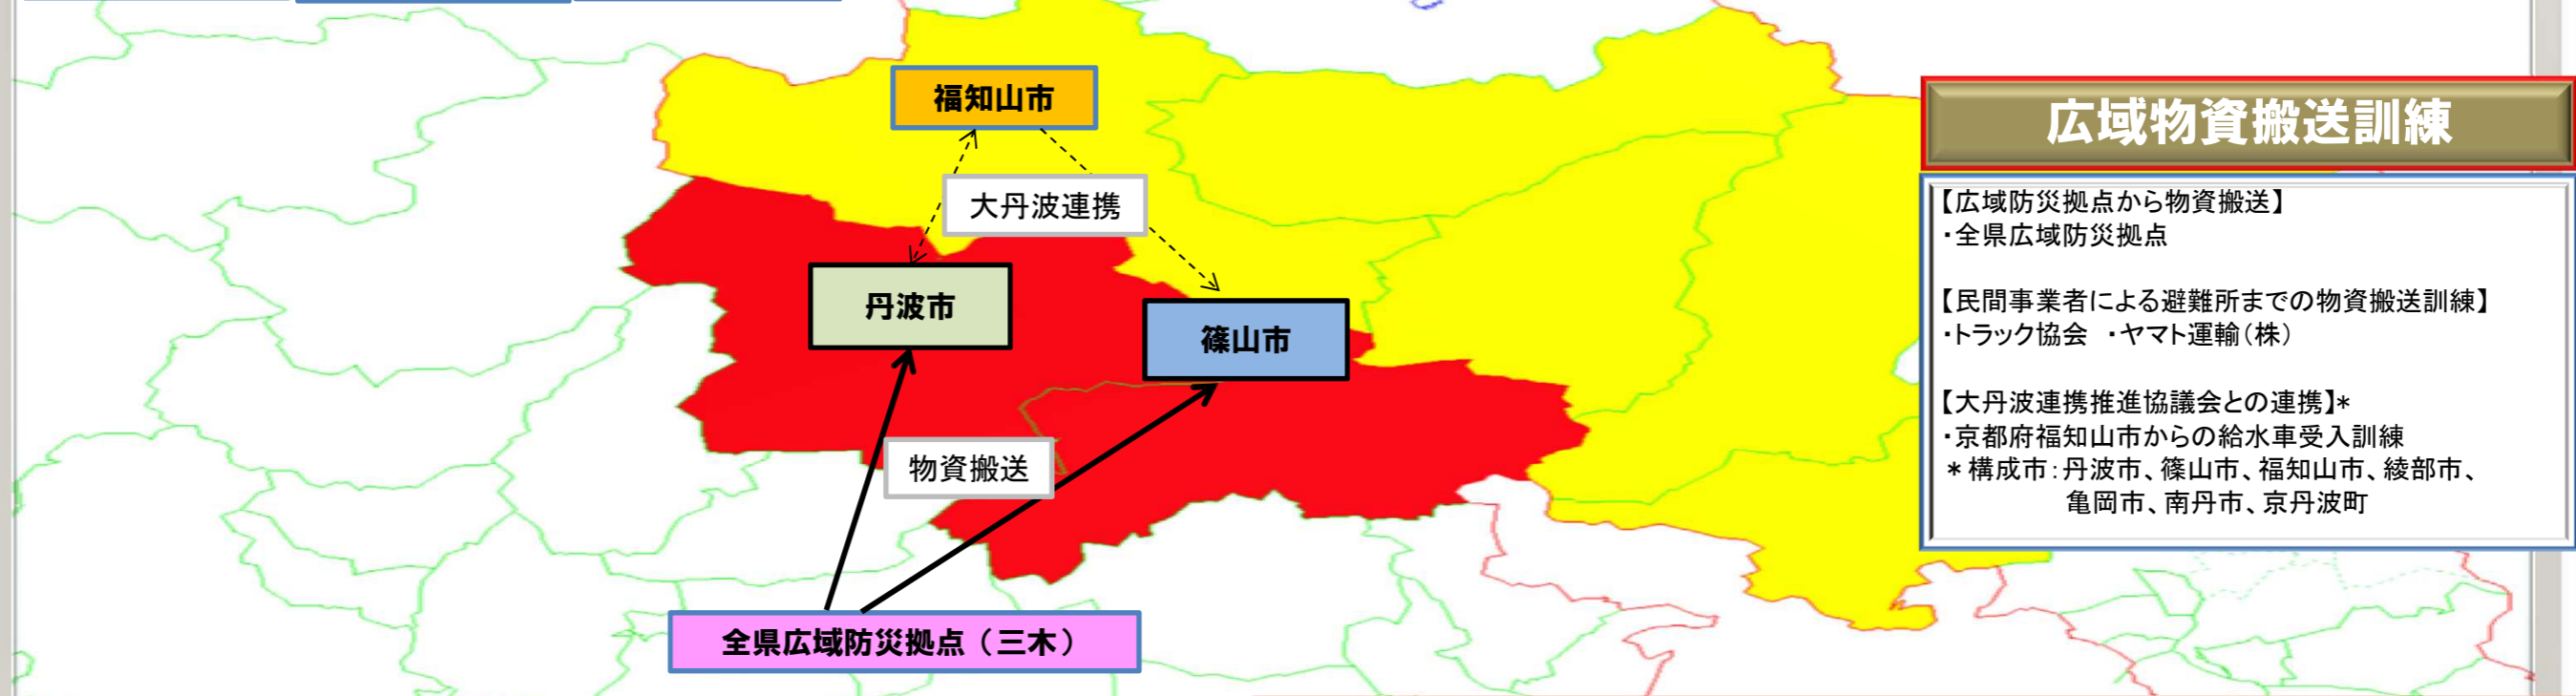 福知山市
大丹波連携
丹波市
篠山市
物資搬送
全県広域防災拠点（三木）
広域物資搬送訓練
【広域防災拠点から物資搬送】
・全県広域防災拠点
【民間事業者による避難所までの物資搬送訓練】
・トラック協会　・ヤマト運輸（株）
【大丹波連携推進協議会との連携】＊
・京都府福知山市からの給水車受入訓練
＊構成市：丹波市、篠山市、福知山市、綾部市、
亀岡市、南丹市、京丹波町